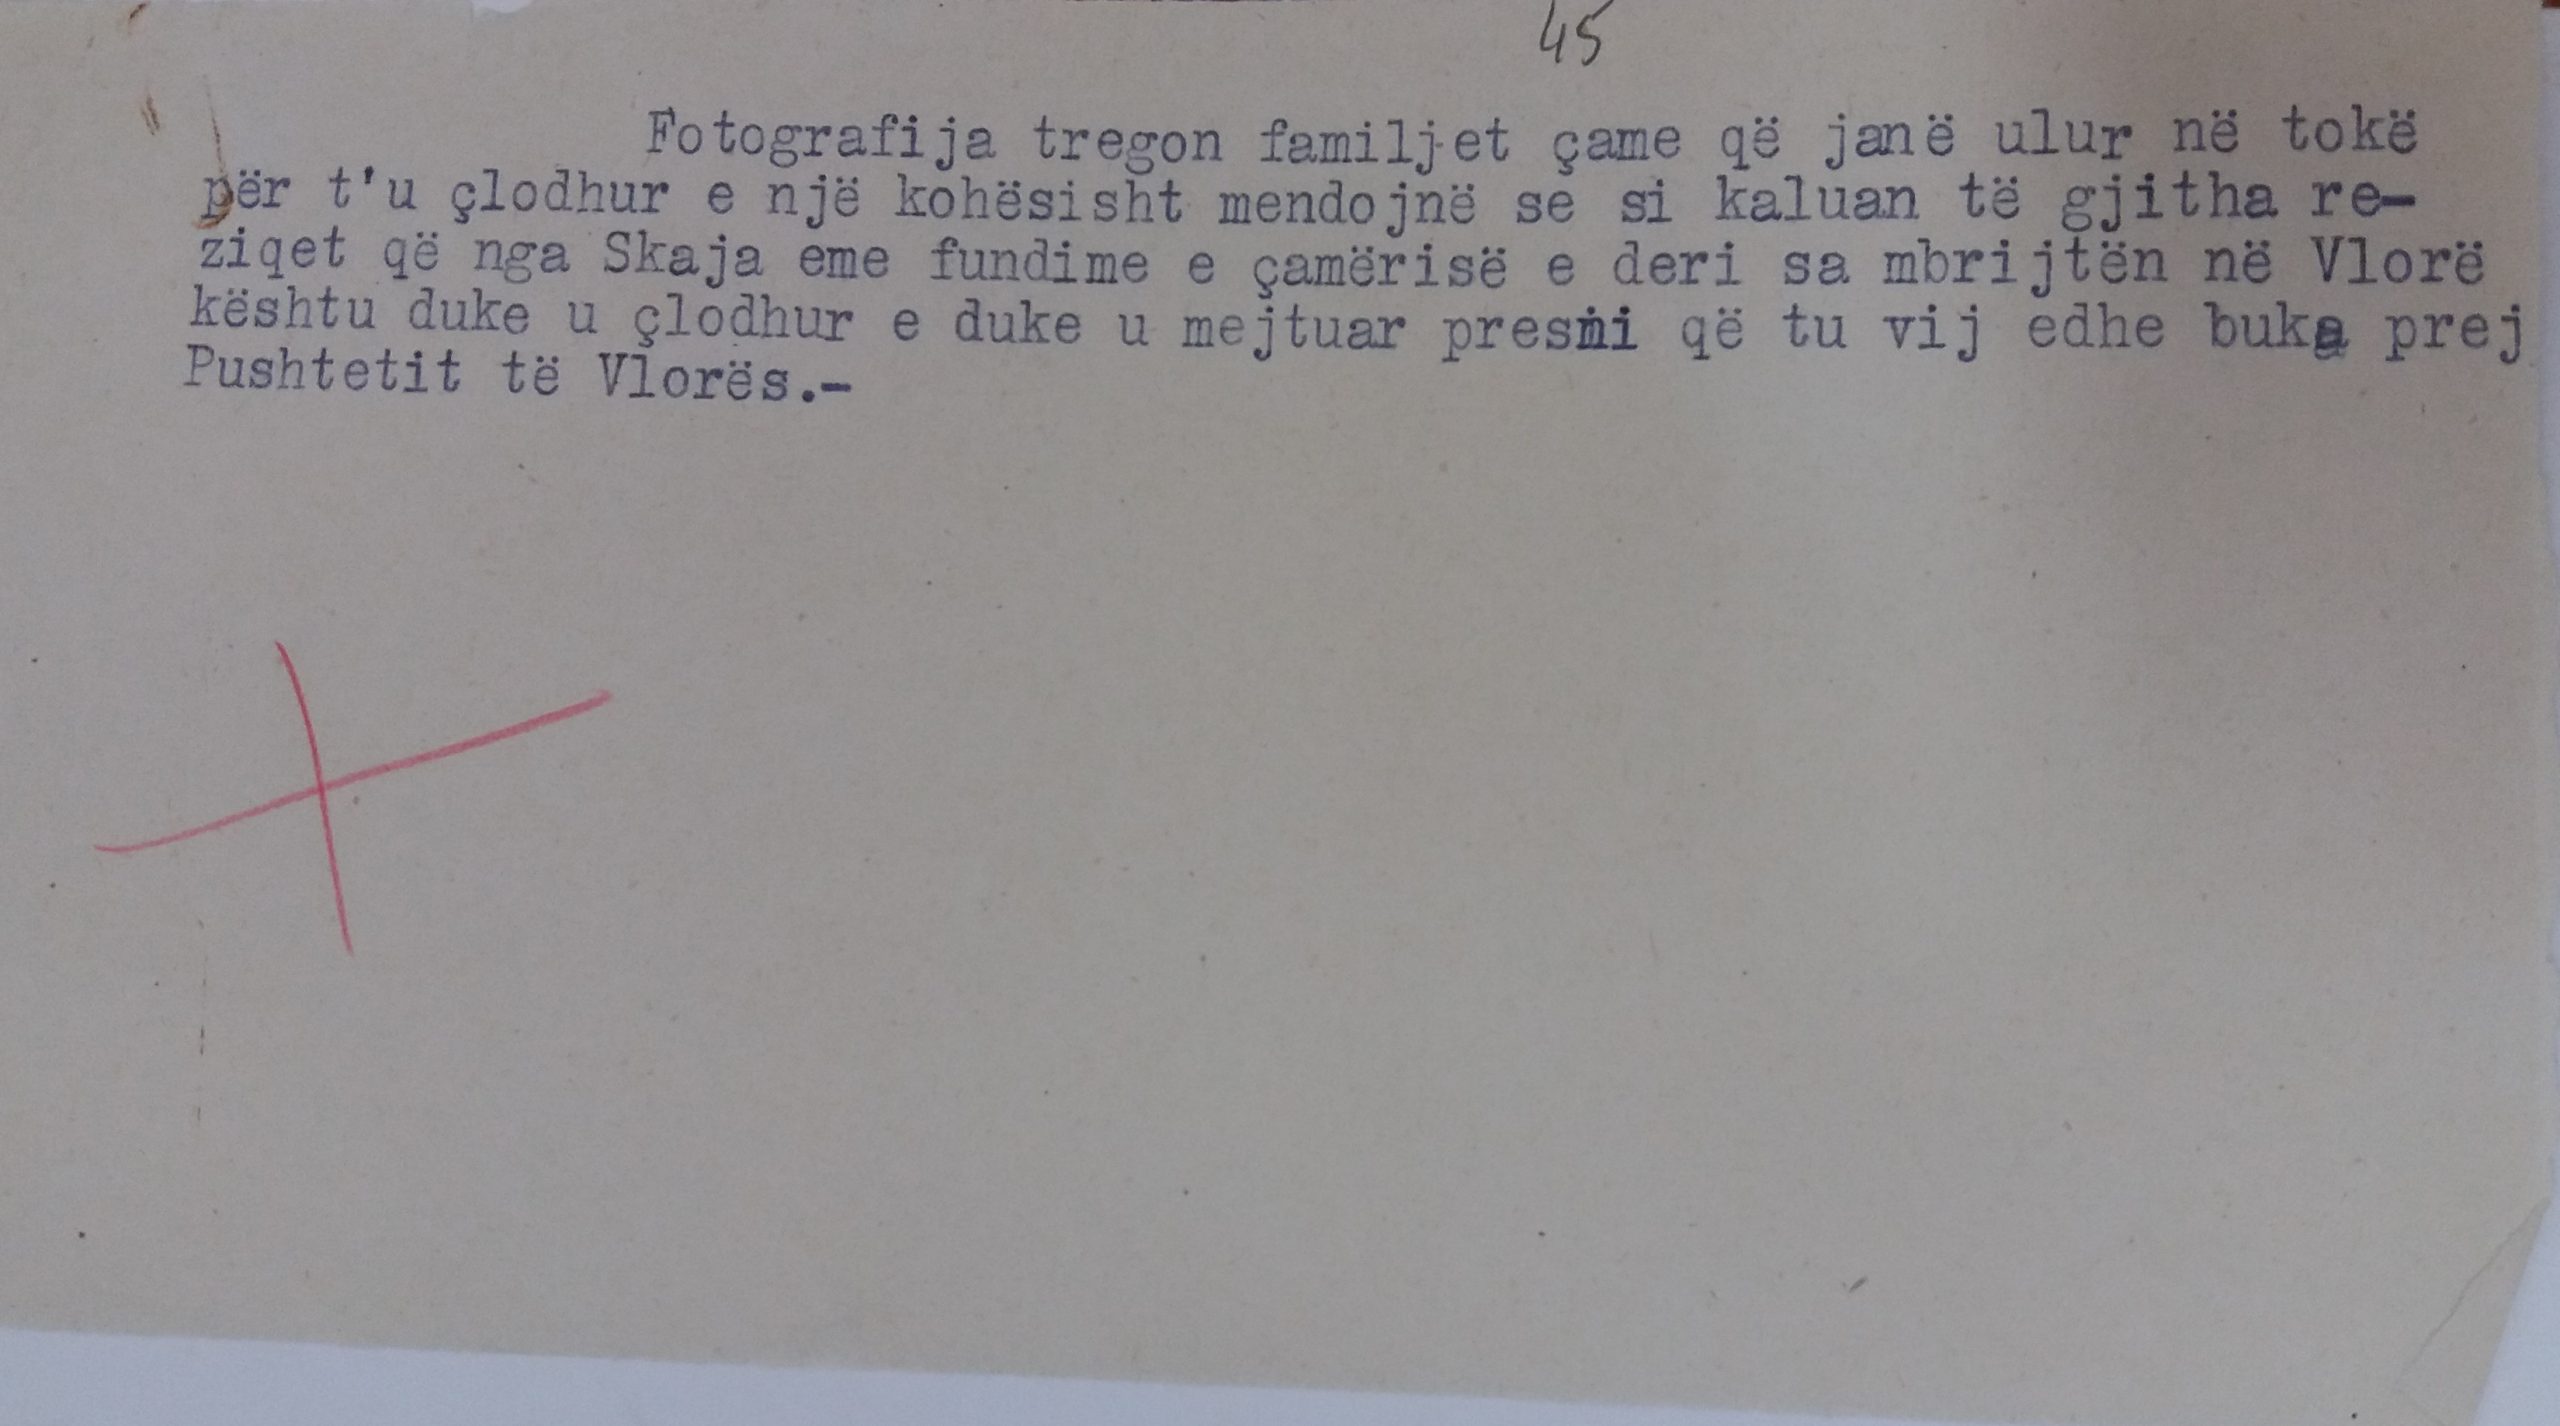 45
Fotografija tregon familjet çame që janë ulur në tokë
për t'u çlodhur e një kohësisht mendojnë se si kaluan të gjitha re-
ziqet që nga Skaja eme fundime e çamërisë e deri sa mbrijtën në Vlorë
kështu duke u çlodhur e duke u mejtuar presni që tu vij edhe buka prej
Pushtetit të Vlorës.-